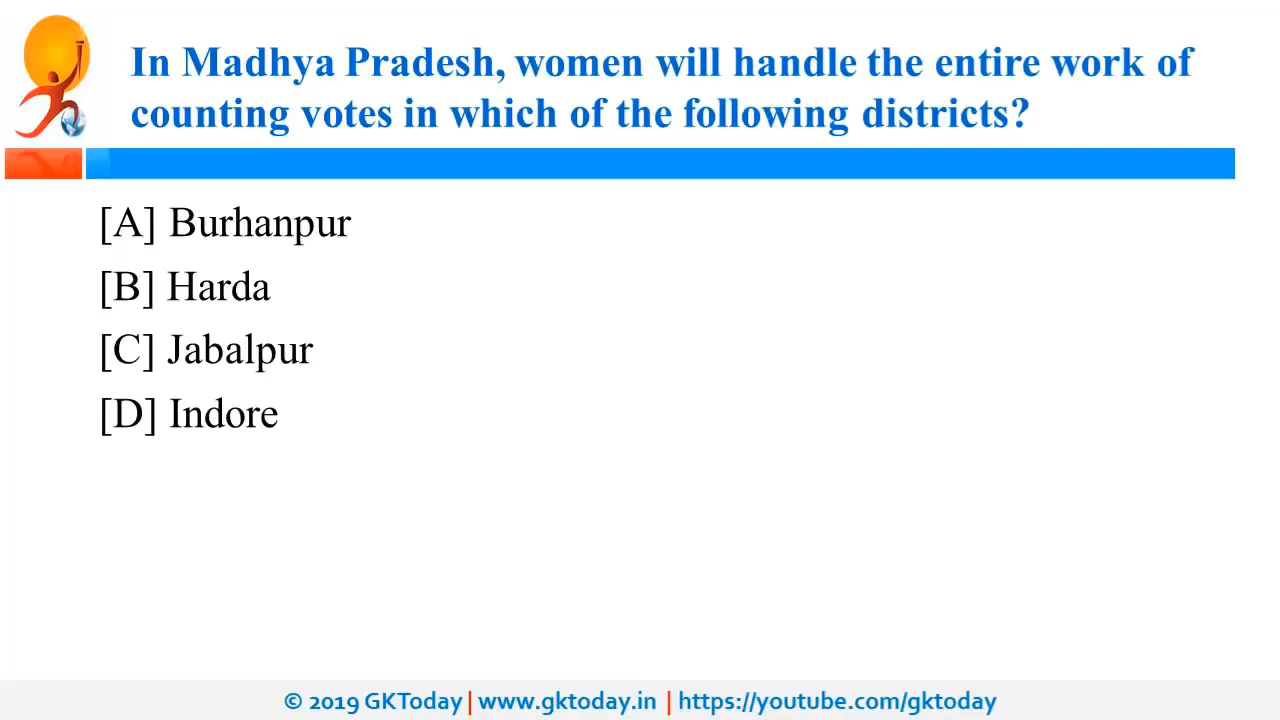 In Madhya Pradesh, women will handle the entire work of
counting votes in which of the following districts?
[A] Burhanpur
[B] Harda
[C] Jabalpur
[D] Indore
© 2019 GKToday | www.gktoday.in | https://youtube.com/gktoday